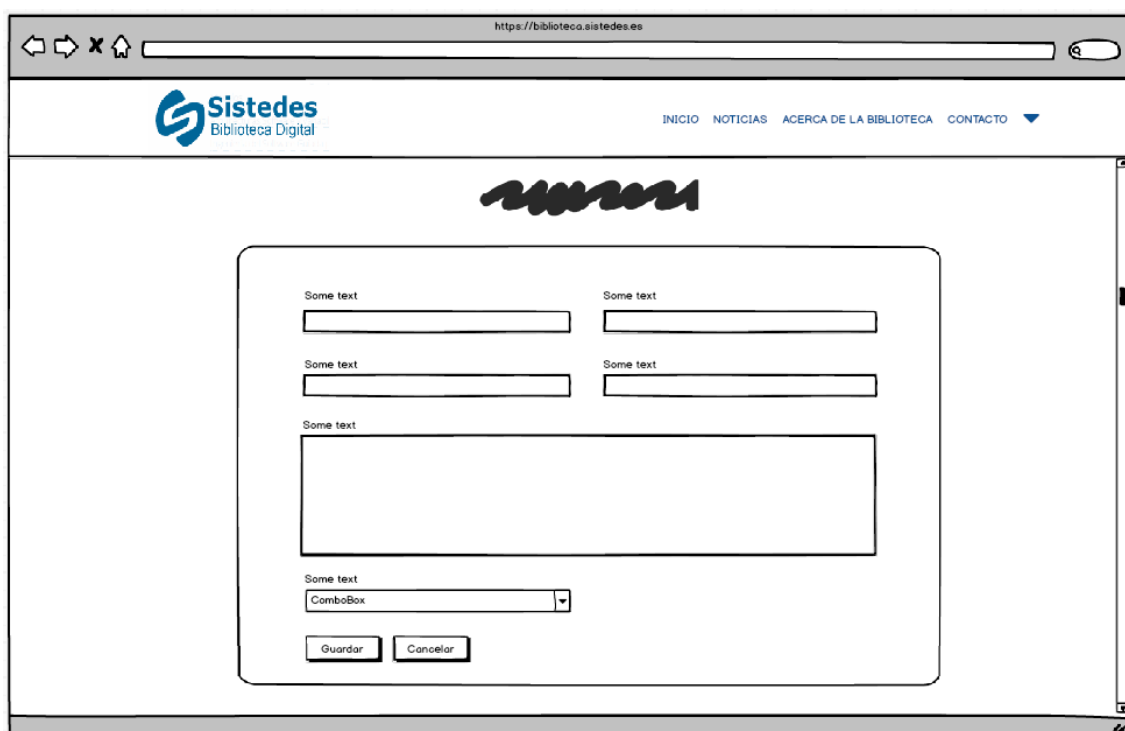 https://biblioteca.sistedes.es
Sistedes
Biblioteca Digital
INICIO NOTICIAS ACERCA DE LA BIBLIOTECA CONTACTO
Some text Some text
Some text Some text
Some text
Some text
ComboBox
Guardar Cancelar